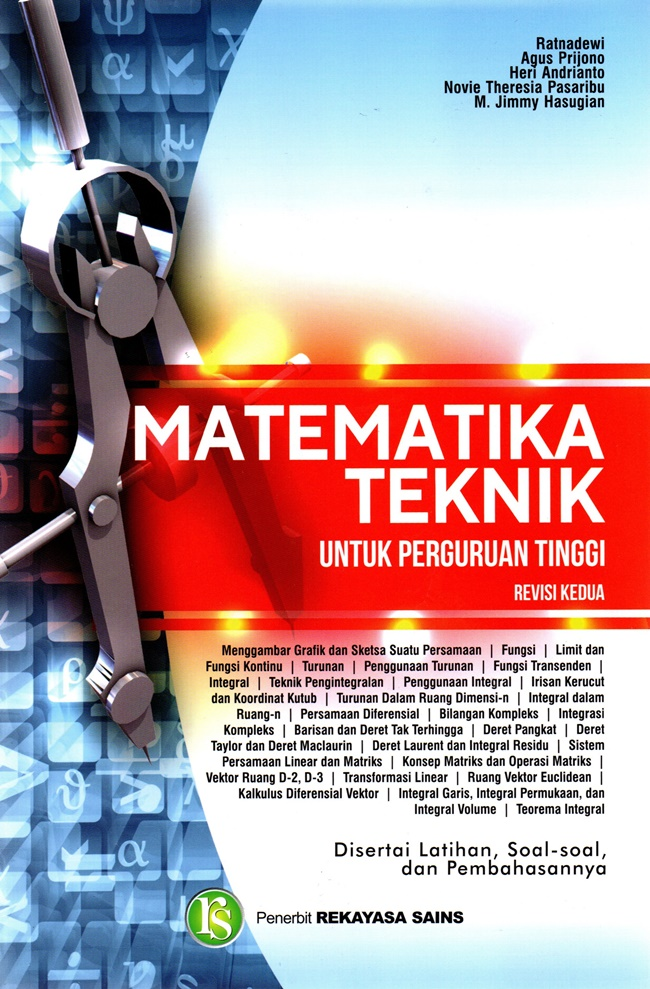 Ratnadewi
Agus Prijono
Heri Andrianto
Novie Theresia Pasaribu
M. Jimmy Hasugian
MATEMATIKA
TEKNIK
UNTUK PERGURUAN TINGGI
REVISI KEDUA
Menggambar Grafik dan Sketsa Suatu Persamaan | Fungsi | Limit dan
Fungsi Kontinu | Turunan | Penggunaan Turunan | Fungsi Transenden |
Integral | Teknik Pengintegralan | Penggunaan Integral | Irisan Kerucut
dan Koordinat Kutub | Turunan Dalam Ruang Dimensi-n | Integral dalam
Ruang-n | Persamaan Diferensial | Bilangan Kompleks | Integrasi
Kompleks | Barisan dan Deret Tak Terhingga | Deret Pangkat | Deret
Taylor dan Deret Maclaurin | Deret Laurent dan Integral Residu | Sistem
Persamaan Linear dan Matriks | Konsep Matriks dan Operasi Matriks |
Vektor Ruang D-2, D-3 | Transformasi Linear | Ruang Vektor Euclidean |
Kalkulus Diferensial Vektor | Integral Garis, Integral Permukaan, dan
Integral Volume | Teorema Integral
Disertai Latihan, Soal-soal,
dan Pembahasannya
rs Penerbit REKAYASA SAINS